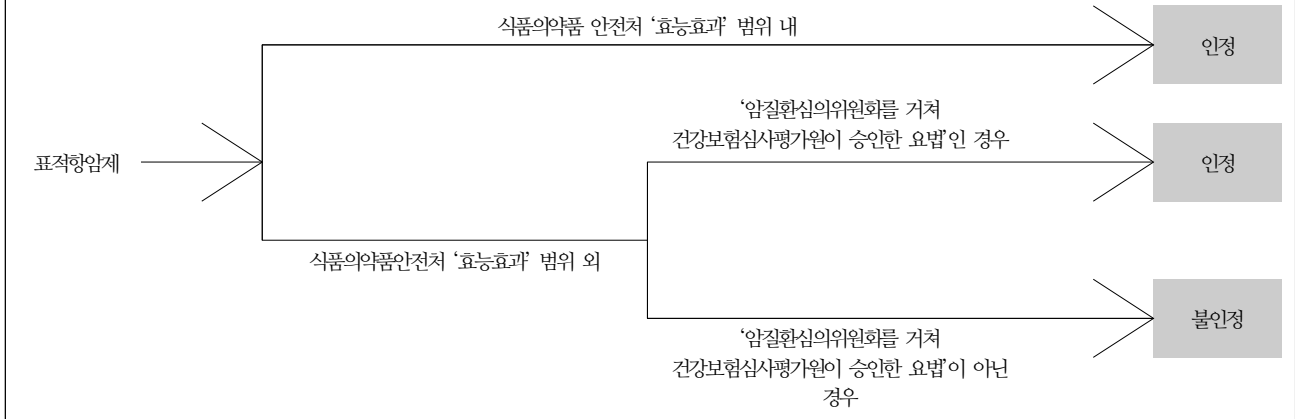 식품의약품 안전처 ‘효능효과’ 범위 내
인정
‘암질환심의위원회를 거쳐
건강보험심사평가원이 승인한 요법’인 경우
표적항암제
인정
식품의약품안전처 ‘효능효과’ 범위 외
불인정
‘암질환심의위원회를 거쳐
건강보험심사평가원이 승인한 요법’이 아닌
경우